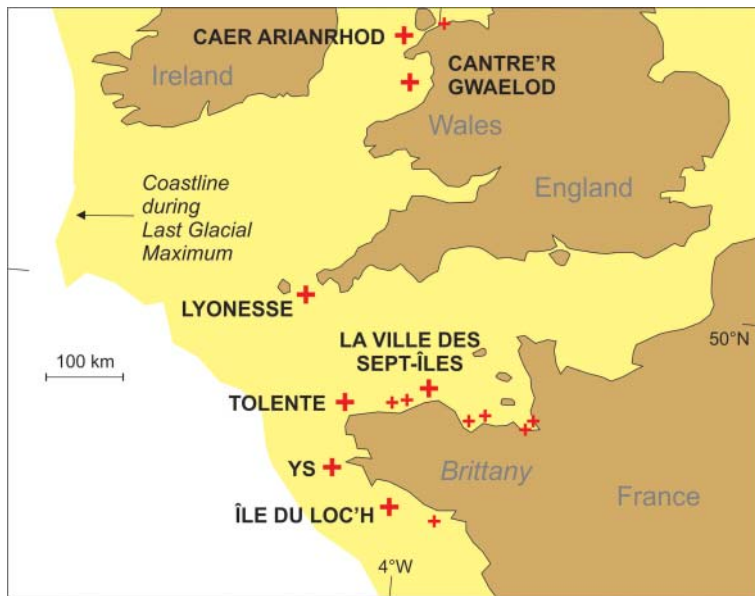 CAER ARIANRHOD
Ireland
CANTRE'R
GWAELOD
Wales
Coastline
during
Last Glacial
Maximum
England
LYONESSE
LA VILLE DES
SEPT-ÎLES
50°N
100 km
TOLENTE
YS
Brittany
France
ÎLE DU LOC'H
4°W